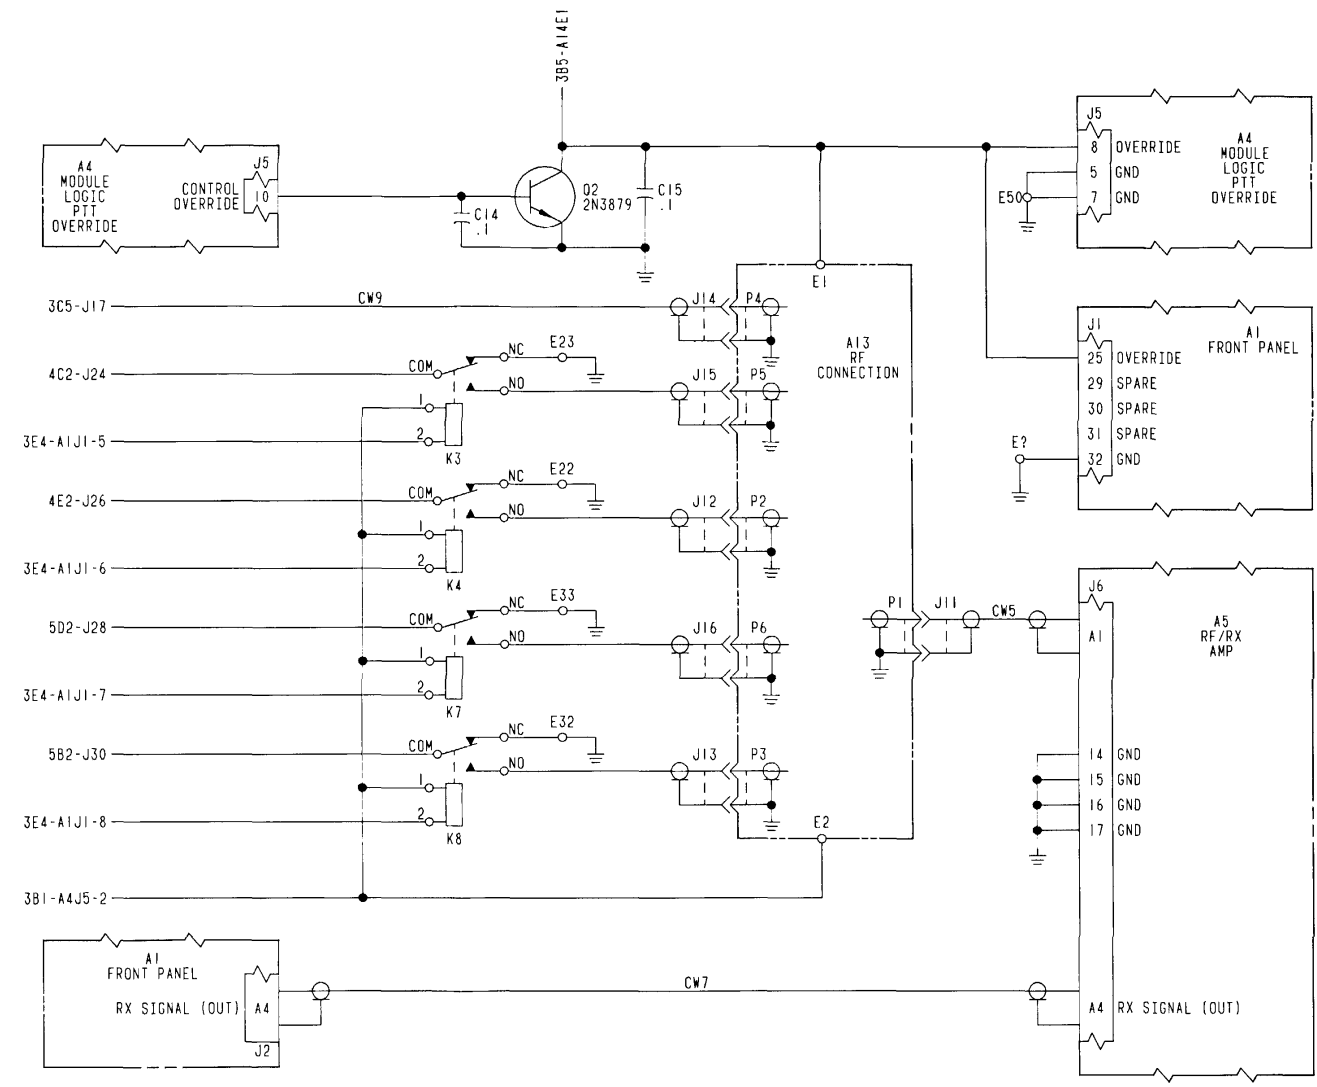 3B5-A14E1
A4
MODULE
LOGIC
PTT
OVERRIDE
CONTROL
OVERRIDE
J5
10
C14
.1
Q2
2N3879
C15
.1
J5
8 OVERRIDE
5 GND
7 GND
E50
A4
MODULE
LOGIC
PTT
OVERRIDE
3C5-J17
CW9
J14
P4
E1
A13
RF
CONNECTION
4C2-J24
COM
NC
E23
NO
J15
P5
1
2
3E4-A1J1-5
K3
J1
A1
FRONT PANEL
25 OVERRIDE
29 SPARE
30 SPARE
31 SPARE
32 GND
E?
4E2-J26
COM
NC
E22
NO
J12
P2
1
2
3E4-A1J1-6
K4
5D2-J28
COM
NC
E33
NO
J16
P6
1
2
3E4-A1J1-7
K7
P1
J11
CW5
J6
A1
A5
RF/RX
AMP
5B2-J30
COM
NC
E32
NO
J13
P3
1
2
3E4-A1J1-8
K8
14 GND
15 GND
16 GND
17 GND
E2
3B1-A4J5-2
A1
FRONT PANEL
RX SIGNAL (OUT)
A4
J2
CW7
A4 RX SIGNAL (OUT)